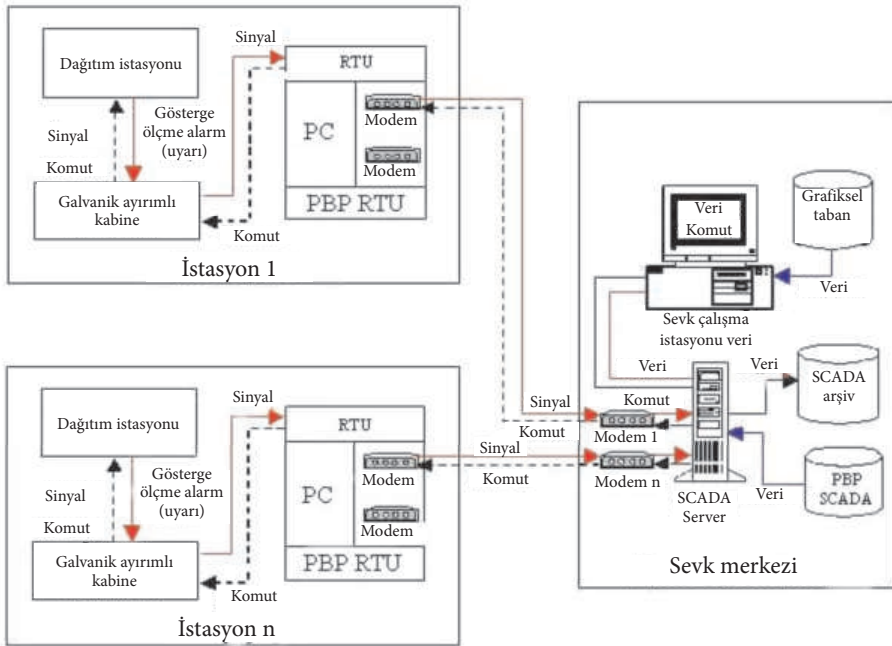 Dağıtım istasyonu
Sinyal
Komut
Gösterge
ölçme alarm
(uyarı)
Galvanik ayırımlı
kabine
Sinyal
Komut
RTU
PC
Modem
Modem
PBP RTU
İstasyon 1
Dağıtım istasyonu
Sinyal
Komut
Gösterge
ölçme alarm
(uyarı)
Galvanik ayırımlı
kabine
Sinyal
Komut
RTU
PC
Modem
Modem
PBP RTU
İstasyon n
Sinyal
Komut
Sinyal
Komut
Veri
Komut
Grafiksel
taban
Veri
Sevk çalışma
istasyonu veri
Veri
Veri
SCADA
arşiv
Komut
Modem 1
Modem n
SCADA
Server
Veri
PBP
SCADA
Sevk merkezi